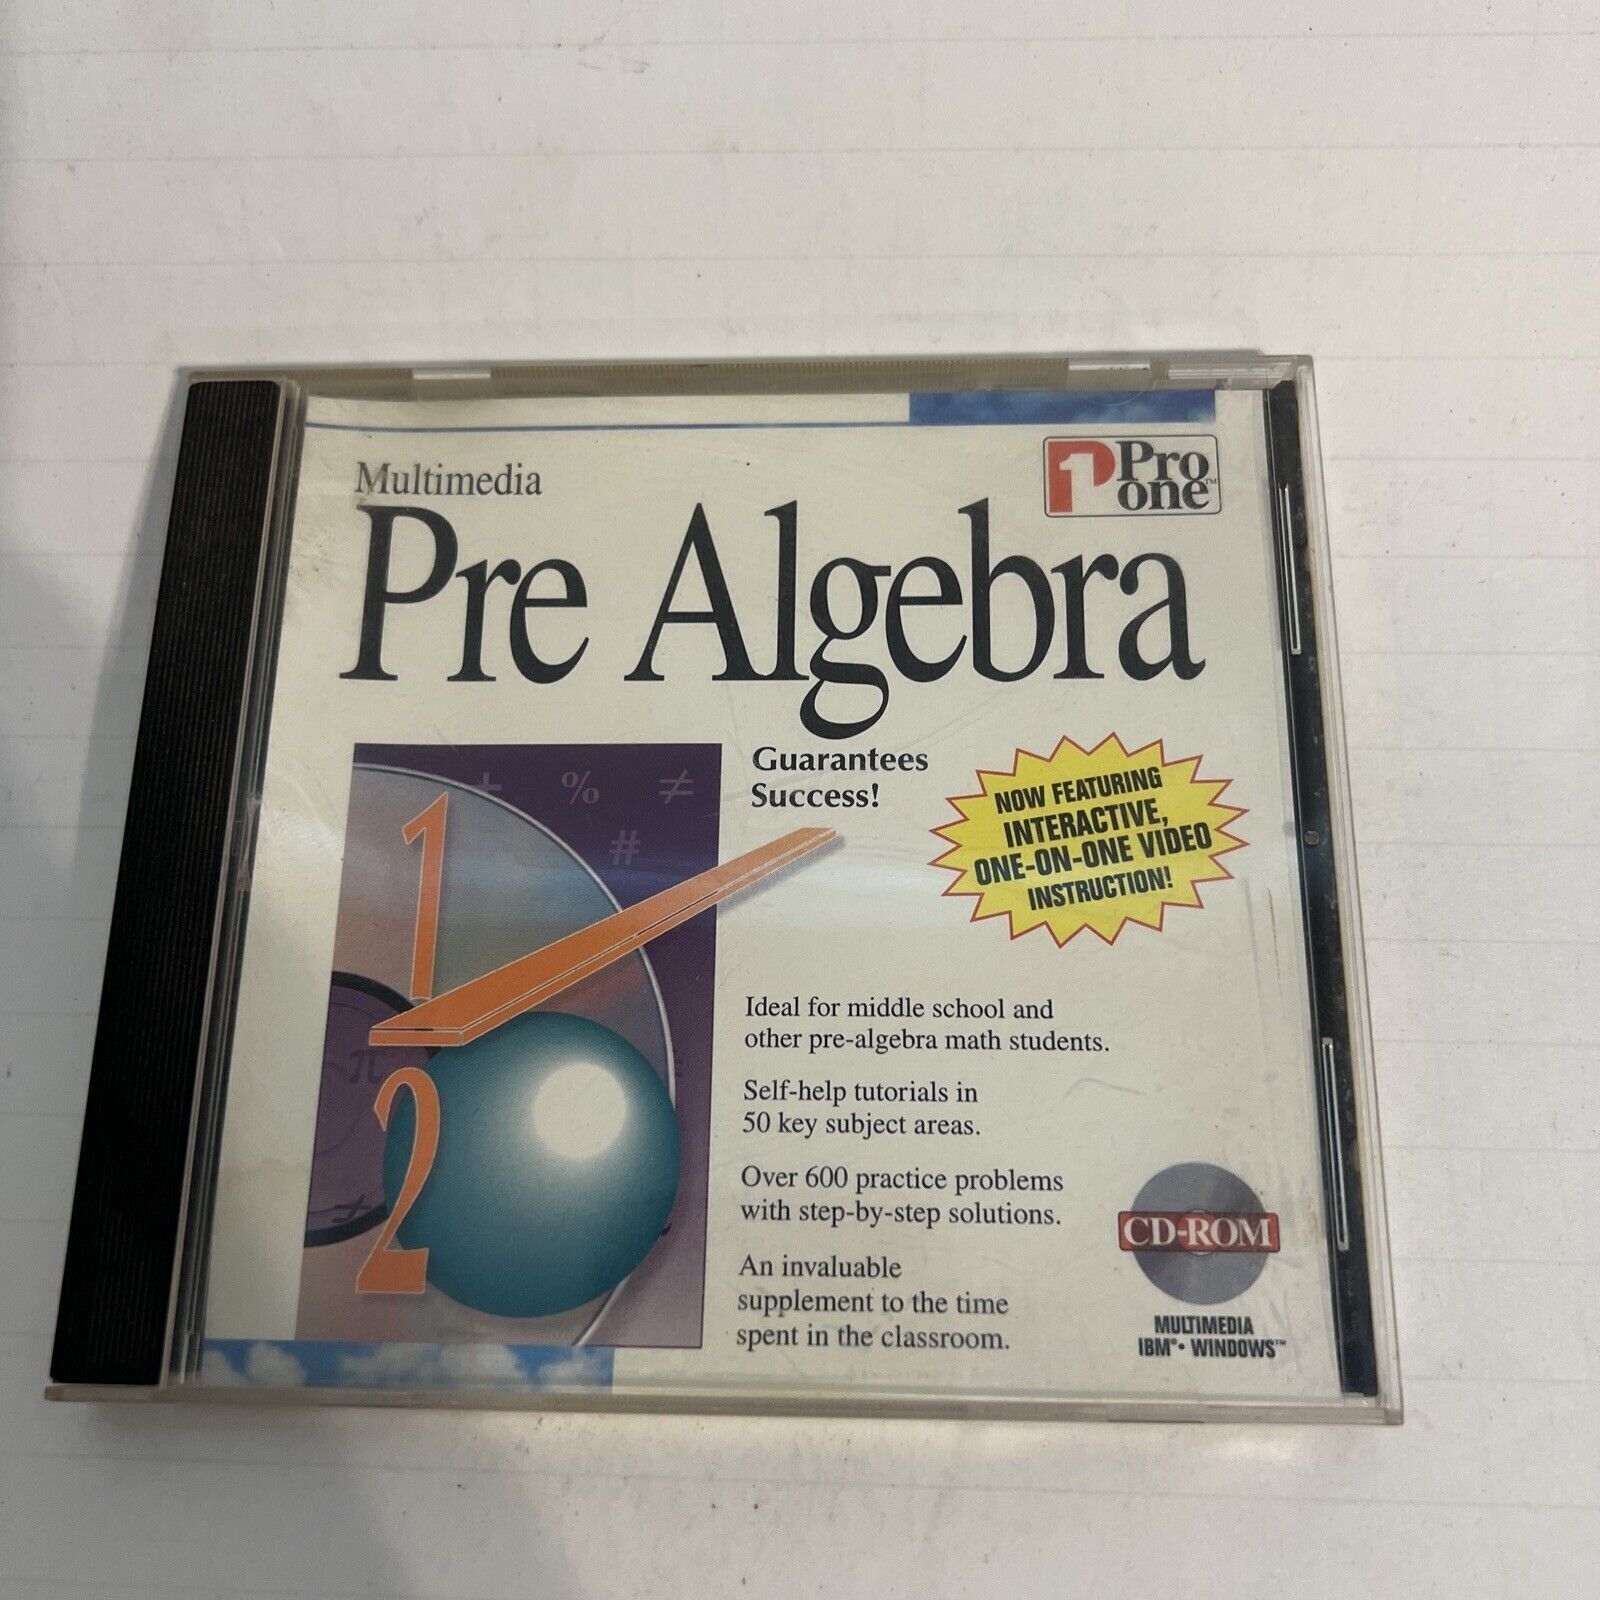 Multimedia
1 Pro
one™
Pre Algebra
Guarantees
Success!
NOW FEATURING
INTERACTIVE,
ONE-ON-ONE VIDEO
INSTRUCTION!
+ % ≠
#
1
π =
2
≠
Ideal for middle school and
other pre-algebra math students.
Self-help tutorials in
50 key subject areas.
Over 600 practice problems
with step-by-step solutions.
An invaluable
supplement to the time
spent in the classroom.
CD-ROM
MULTIMEDIA
IBM®• WINDOWS™